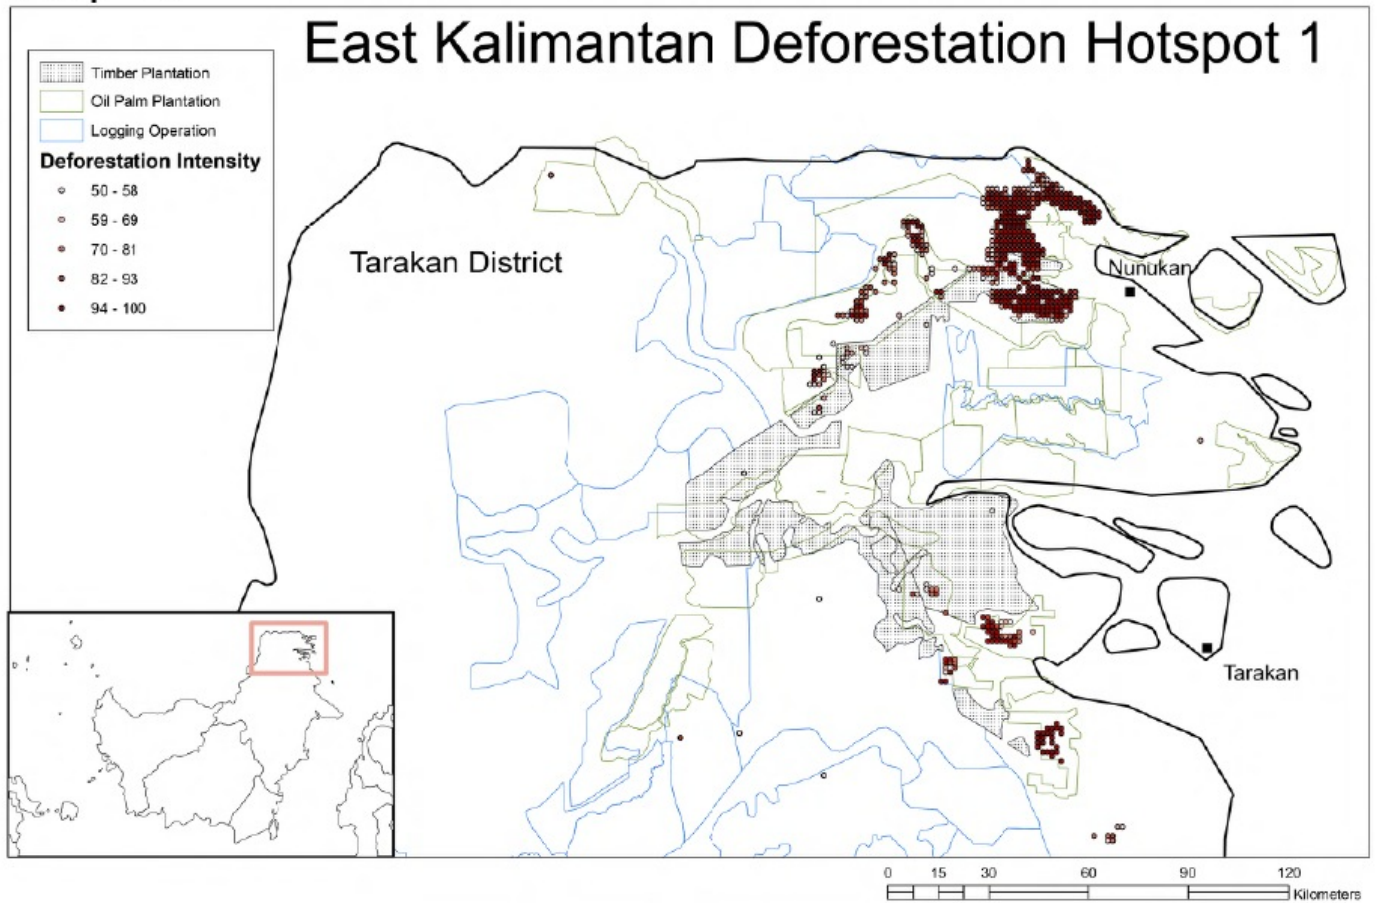 East Kalimantan Deforestation Hotspot 1
Timber Plantation
Oil Palm Plantation
Logging Operation
Deforestation Intensity
50 - 58
59 - 69
70 - 81
82 - 93
94 - 100
Tarakan District
Nunukan
Tarakan
0 15 30 60 90 120
Kilometers